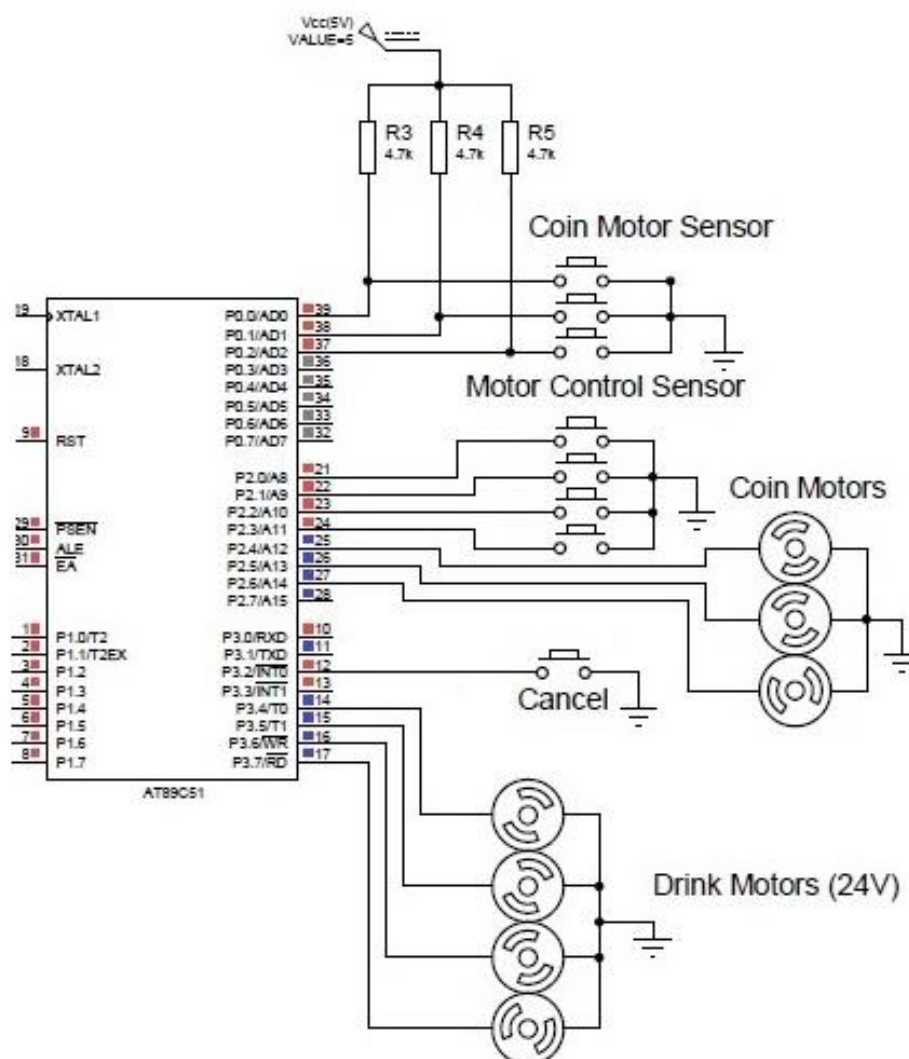 Vcc(5V)
VALUE=5
R3
4.7k
R4
4.7k
R5
4.7k
Coin Motor Sensor
19
XTAL1
18
XTAL2
9
RST
29
PSEN
30
ALE
31
EA
1
P1.0/T2
2
P1.1/T2EX
3
P1.2
4
P1.3
5
P1.4
6
P1.5
7
P1.6
8
P1.7
P0.0/AD0
39
P0.1/AD1
38
P0.2/AD2
37
P0.3/AD3
36
P0.4/AD4
35
P0.5/AD5
34
P0.6/AD6
33
P0.7/AD7
32
P2.0/A8
21
P2.1/A9
22
P2.2/A10
23
P2.3/A11
24
P2.4/A12
25
P2.5/A13
26
P2.6/A14
27
P2.7/A15
28
P3.0/RXD
10
P3.1/TXD
11
P3.2/INT0
12
P3.3/INT1
13
P3.4/T0
14
P3.5/T1
15
P3.6/WR
16
P3.7/RD
17
AT89C51
Motor Control Sensor
Coin Motors
Cancel
Drink Motors (24V)